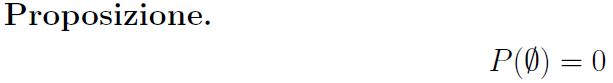 Proposizione.
P(∅) = 0